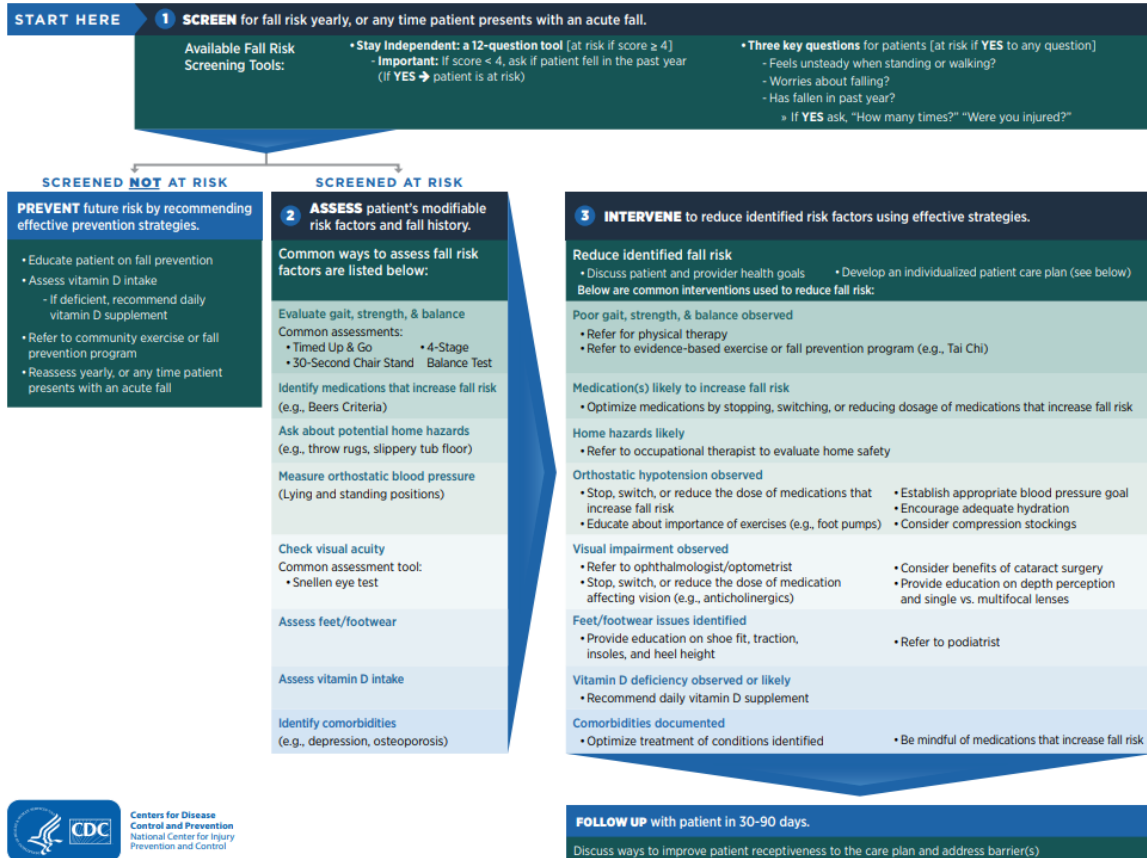 START HERE
1 SCREEN for fall risk yearly, or any time patient presents with an acute fall.
Available Fall Risk
Screening Tools:
• Stay Independent: a 12-question tool [at risk if score ≥ 4]
- Important: If score < 4, ask if patient fell in the past year
(If YES ➔ patient is at risk)
• Three key questions for patients [at risk if YES to any question]
- Feels unsteady when standing or walking?
- Worries about falling?
- Has fallen in past year?
» If YES ask, “How many times?” “Were you injured?”
SCREENED NOT AT RISK
PREVENT future risk by recommending
effective prevention strategies.
• Educate patient on fall prevention
• Assess vitamin D intake
- If deficient, recommend daily
vitamin D supplement
• Refer to community exercise or fall
prevention program
• Reassess yearly, or any time patient
presents with an acute fall
SCREENED AT RISK
2 ASSESS patient’s modifiable
risk factors and fall history.
Common ways to assess fall risk
factors are listed below:
Evaluate gait, strength, & balance
Common assessments:
• Timed Up & Go • 4-Stage
• 30-Second Chair Stand Balance Test
Identify medications that increase fall risk
(e.g., Beers Criteria)
Ask about potential home hazards
(e.g., throw rugs, slippery tub floor)
Measure orthostatic blood pressure
(Lying and standing positions)
Check visual acuity
Common assessment tool:
• Snellen eye test
Assess feet/footwear
Assess vitamin D intake
Identify comorbidities
(e.g., depression, osteoporosis)
3 INTERVENE to reduce identified risk factors using effective strategies.
Reduce identified fall risk
• Discuss patient and provider health goals • Develop an individualized patient care plan (see below)
Below are common interventions used to reduce fall risk:
Poor gait, strength, & balance observed
• Refer for physical therapy
• Refer to evidence-based exercise or fall prevention program (e.g., Tai Chi)
Medication(s) likely to increase fall risk
• Optimize medications by stopping, switching, or reducing dosage of medications that increase fall risk
Home hazards likely
• Refer to occupational therapist to evaluate home safety
Orthostatic hypotension observed
• Stop, switch, or reduce the dose of medications that
increase fall risk
• Educate about importance of exercises (e.g., foot pumps)
• Establish appropriate blood pressure goal
• Encourage adequate hydration
• Consider compression stockings
Visual impairment observed
• Refer to ophthalmologist/optometrist
• Stop, switch, or reduce the dose of medication
affecting vision (e.g., anticholinergics)
• Consider benefits of cataract surgery
• Provide education on depth perception
and single vs. multifocal lenses
Feet/footwear issues identified
• Provide education on shoe fit, traction,
insoles, and heel height
• Refer to podiatrist
Vitamin D deficiency observed or likely
• Recommend daily vitamin D supplement
Comorbidities documented
• Optimize treatment of conditions identified
• Be mindful of medications that increase fall risk
FOLLOW UP with patient in 30-90 days.
Discuss ways to improve patient receptiveness to the care plan and address barrier(s)
CDC
Centers for Disease
Control and Prevention
National Center for Injury
Prevention and Control